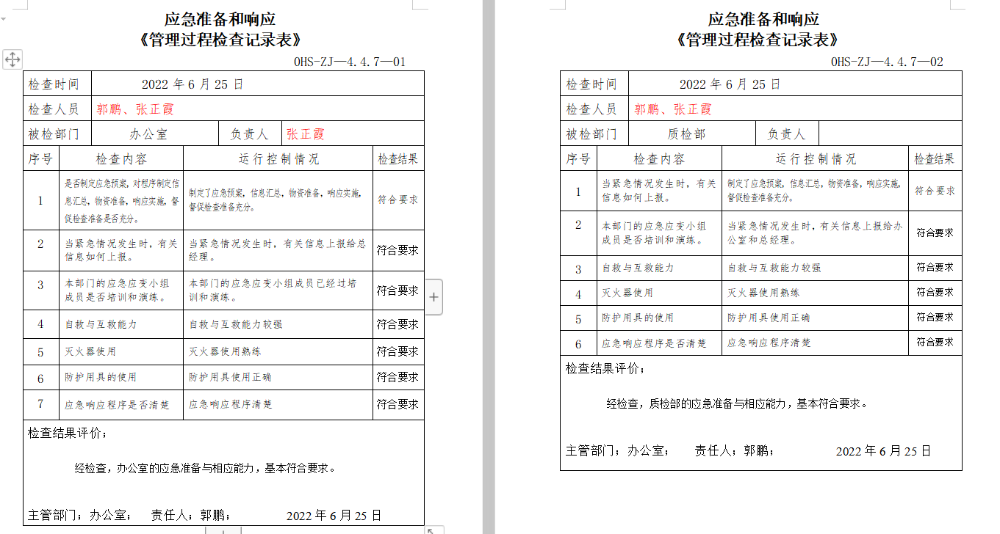 应急准备和响应
《管理过程检查记录表》
OHS-ZJ—4.4.7—01
检查时间 2022 年 6 月 25 日
检查人员 郭鹏、张正霞
被检部门 办公室 负责人 张正霞
序号 检查内容 运行控制情况 检查结果
1 是否制定应急预案，对程序制定信
息汇总，物资准备，响应实施，督
促检查准备是否充分。
制定了应急预案，信息汇总，物资准备，响应实施，
督促检查准备充分。
符合要求
2 当紧急情况发生时，有关
信息如何上报。
当紧急情况发生时，有关信息上报给总
经理。
符合要求
3 本部门的应急应变小组
成员是否培训和演练。
本部门的应急应变小组成员已经过培
训和演练。
符合要求
4 自救与互救能力 自救与互救能力较强 符合要求
5 灭火器使用 灭火器使用熟练 符合要求
6 防护用具的使用 防护用具使用正确 符合要求
7 应急响应程序是否清楚 应急响应程序清楚 符合要求
检查结果评价；
经检查，办公室的应急准备与相应能力，基本符合要求。
主管部门；办公室； 责任人；郭鹏； 2022 年 6 月 25 日
应急准备和响应
《管理过程检查记录表》
OHS-ZJ—4.4.7—02
检查时间 2022 年 6 月 25 日
检查人员 郭鹏、张正霞
被检部门 质检部 负责人
序号 检查内容 运行控制情况 检查结果
1 当紧急情况发生时，有关
信息如何上报。
制定了应急预案，信息汇总，物资准备，响应实施，
督促检查准备充分。
符合要求
2 本部门的应急应变小组
成员是否培训和演练。
当紧急情况发生时，有关信息上报给办
公室和总经理。
符合要求
3 自救与互救能力 自救与互救能力较强 符合要求
4 灭火器使用 灭火器使用熟练 符合要求
5 防护用具的使用 防护用具使用正确 符合要求
6 应急响应程序是否清楚 应急响应程序清楚 符合要求
检查结果评价；
经检查，质检部的应急准备与相应能力，基本符合要求。
主管部门；办公室； 责任人；郭鹏； 2022 年 6 月 25 日